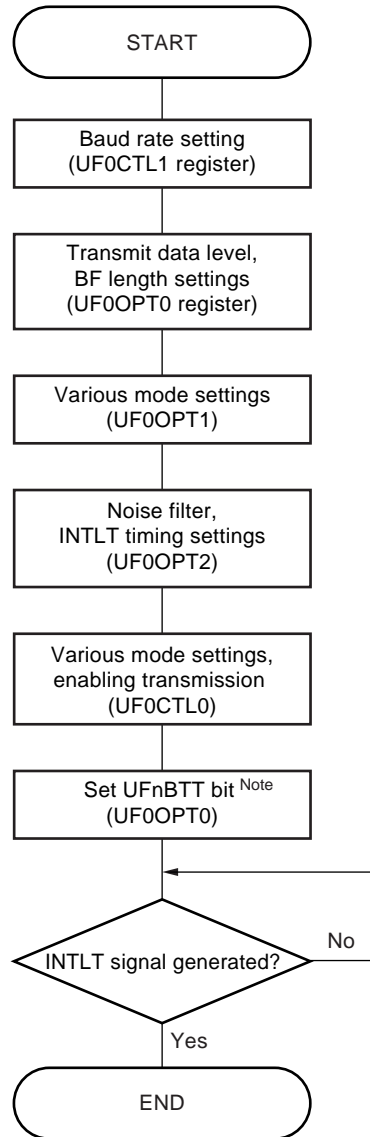 START
Baud rate setting
(UF0CTL1 register)
Transmit data level,
BF length settings
(UF0OPT0 register)
Various mode settings
(UF0OPT1)
Noise filter,
INTLT timing settings
(UF0OPT2)
Various mode settings,
enabling transmission
(UF0CTL0)
Set UFnBTT bit Note
(UF0OPT0)
INTLT signal generated?
No
Yes
END